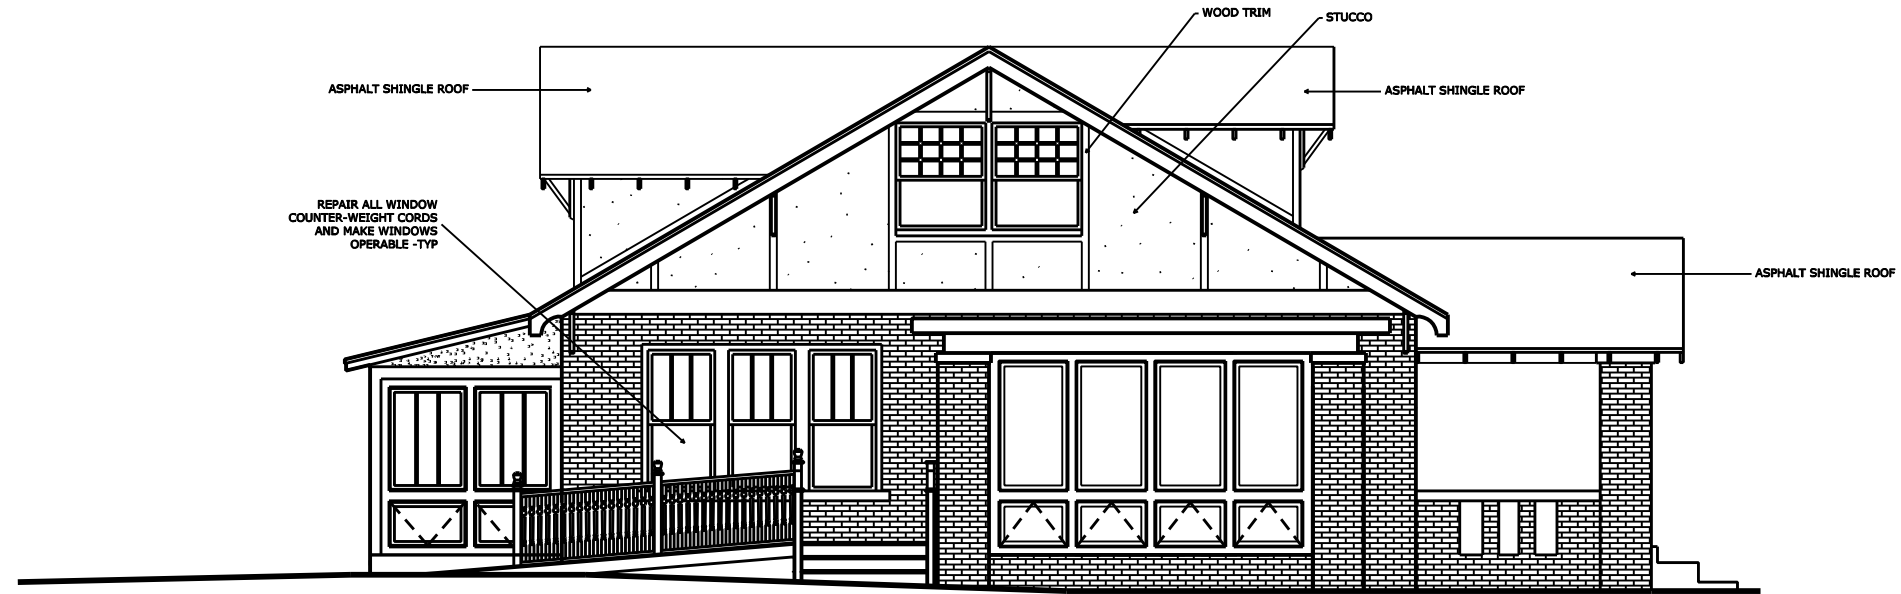 WOOD TRIM
STUCCO
ASPHALT SHINGLE ROOF
ASPHALT SHINGLE ROOF
REPAIR ALL WINDOW
COUNTER-WEIGHT CORDS
AND MAKE WINDOWS
OPERABLE -TYP
ASPHALT SHINGLE ROOF